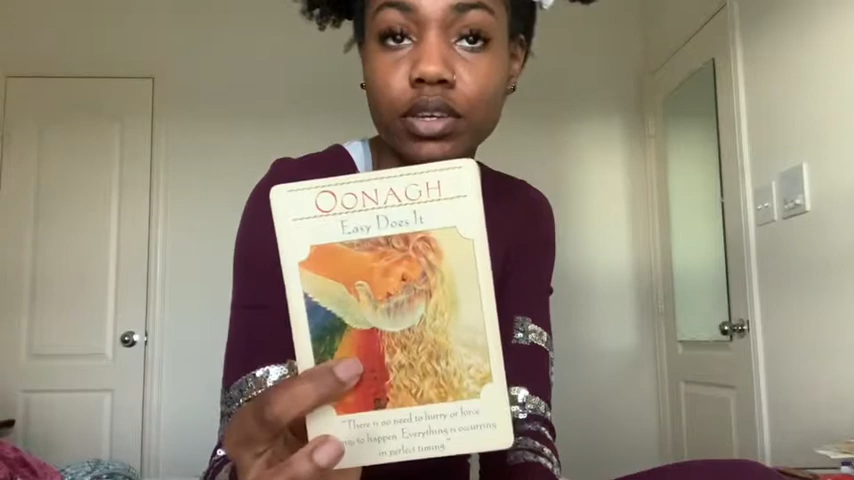 OONAGH
Easy Does It
"There is no need to hurry or force
to happen. Everything is occurring
in perfect timing."